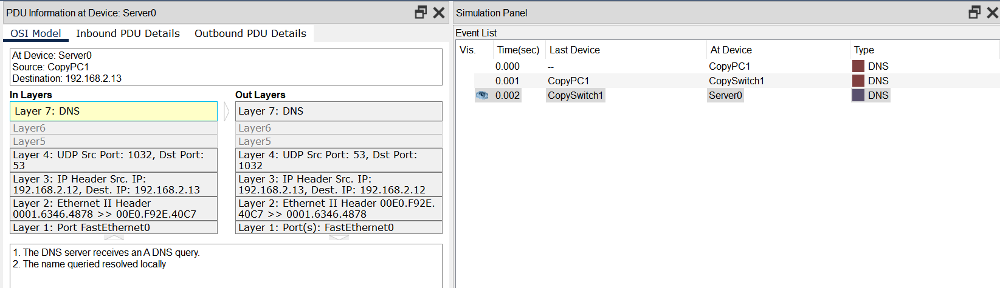 PDU Information at Device: Server0
OSI Model Inbound PDU Details Outbound PDU Details
At Device: Server0
Source: CopyPC1
Destination: 192.168.2.13
In Layers
Layer 7: DNS
Layer6
Layer5
Layer 4: UDP Src Port: 1032, Dst Port:
53
Layer 3: IP Header Src. IP:
192.168.2.12, Dest. IP: 192.168.2.13
Layer 2: Ethernet II Header
0001.6346.4878 >> 00E0.F92E.40C7
Layer 1: Port FastEthernet0
Out Layers
Layer 7: DNS
Layer6
Layer5
Layer 4: UDP Src Port: 53, Dst Port:
1032
Layer 3: IP Header Src. IP:
192.168.2.13, Dest. IP: 192.168.2.12
Layer 2: Ethernet II Header 00E0.F92E.
40C7 >> 0001.6346.4878
Layer 1: Port(s): FastEthernet0
1. The DNS server receives an A DNS query.
2. The name queried resolved locally
Simulation Panel
Event List
Vis. Time(sec) Last Device At Device Type
0.000 -- CopyPC1 DNS
0.001 CopyPC1 CopySwitch1 DNS
0.002 CopySwitch1 Server0 DNS